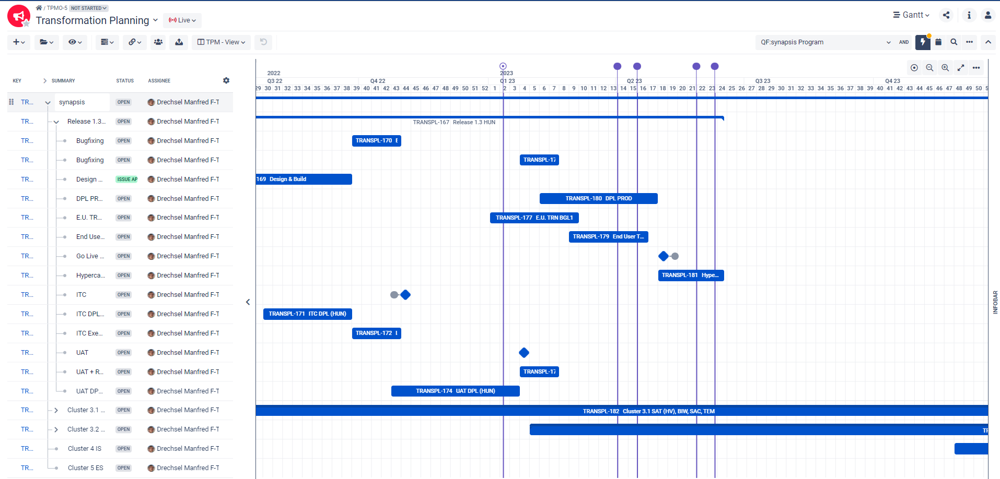 / TPMO-5 NOT STARTED
Transformation Planning Live
Gantt
TPM - View
QF:synapsis Program AND
KEY SUMMARY STATUS ASSIGNEE
2022 2023
Q3 22 Q4 22 Q1 23 Q2 23 Q3 23 Q4 23
29 30 31 32 33 34 35 36 37 38 39 40 41 42 43 44 45 46 47 48 49 50 51 52 1 2 3 4 5 6 7 8 9 10 11 12 13 14 15 16 17 18 19 20 21 22 23 24 25 26 27 28 29 30 31 32 33 34 35 36 37 38 39 40 41 42 43 44 45 46 47 48 49 50 5
TR... synapsis OPEN Drechsel Manfred F-T
TR... Release 1.3... OPEN Drechsel Manfred F-T
TRANSPL-167 Release 1.3 HUN
TR... Bugfixing OPEN Drechsel Manfred F-T TRANSPL-170
TR... Bugfixing OPEN Drechsel Manfred F-T TRANSPL-17
TR... Design ... ISSUE AP Drechsel Manfred F-T -169 Design & Build
TR... DPL PR... OPEN Drechsel Manfred F-T TRANSPL-180 DPL PROD
TR... E.U. TR... OPEN Drechsel Manfred F-T TRANSPL-177 E.U. TRN BGL1
TR... End Use... OPEN Drechsel Manfred F-T TRANSPL-179 End User T...
TR... Go Live ... OPEN Drechsel Manfred F-T
TR... Hyperca... OPEN Drechsel Manfred F-T TRANSPL-181 Hype...
TR... ITC OPEN Drechsel Manfred F-T
TR... ITC DPL... OPEN Drechsel Manfred F-T TRANSPL-171 ITC DPL (HUN)
TR... ITC Exe... OPEN Drechsel Manfred F-T TRANSPL-172 I
TR... UAT OPEN Drechsel Manfred F-T
TR... UAT + R... OPEN Drechsel Manfred F-T TRANSPL-17
TR... UAT DP... OPEN Drechsel Manfred F-T TRANSPL-174 UAT DPL (HUN)
TR... Cluster 3.1 ... OPEN Drechsel Manfred F-T TRANSPL-182 Cluster 3.1 SAT (HV), BIW, SAC, TEM
TR... Cluster 3.2 ... OPEN Drechsel Manfred F-T
TR... Cluster 4 IS OPEN Drechsel Manfred F-T
TR... Cluster 5 ES OPEN Drechsel Manfred F-T
INFOBAR